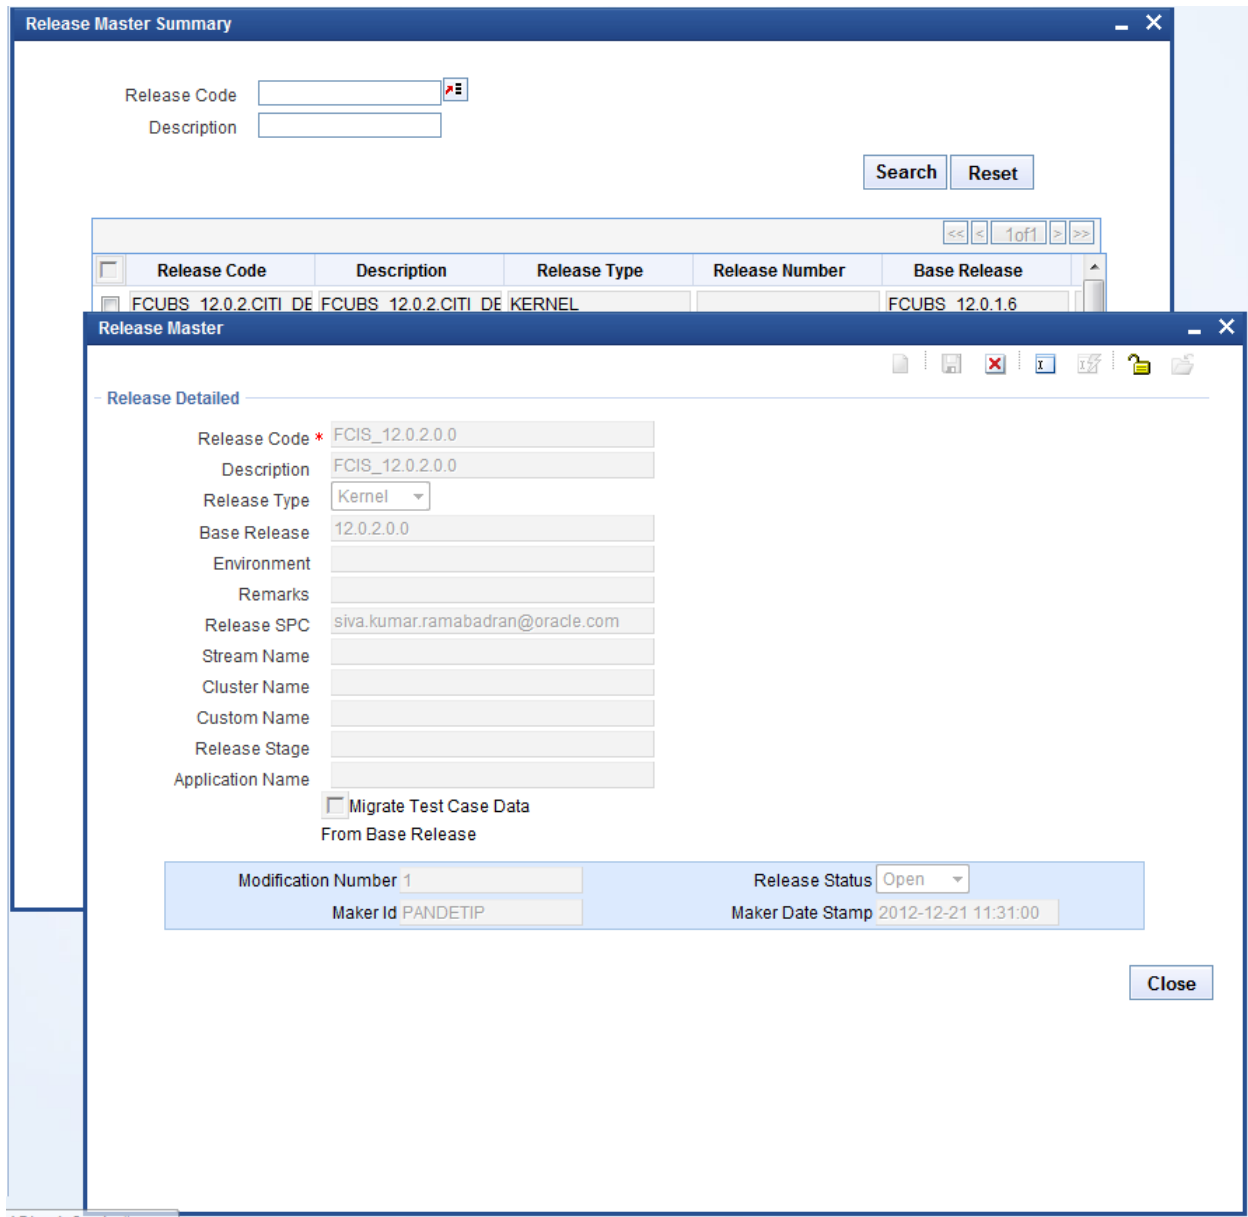 Release Master Summary
Release Code
Description
Search Reset
<< < 1of1 > >>
Release Code Description Release Type Release Number Base Release
FCUBS_12.0.2.CITI_DE FCUBS_12.0.2.CITI_DE KERNEL FCUBS_12.0.1.6
Release Master
Release Detailed
Release Code * FCIS_12.0.2.0.0
Description FCIS_12.0.2.0.0
Release Type Kernel
Base Release 12.0.2.0.0
Environment
Remarks
Release SPC siva.kumar.ramabadran@oracle.com
Stream Name
Cluster Name
Custom Name
Release Stage
Application Name
Migrate Test Case Data
From Base Release
Modification Number 1 Release Status Open
Maker Id PANDETIP Maker Date Stamp 2012-12-21 11:31:00
Close